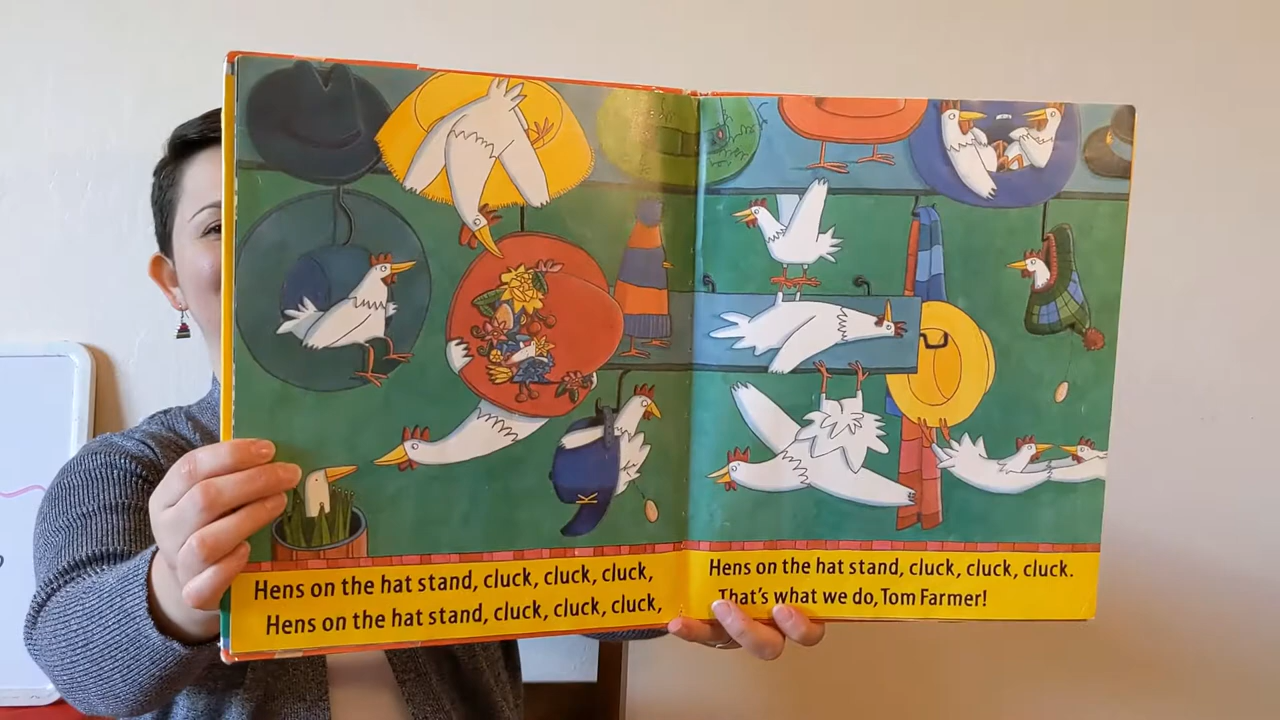 Hens on the hat stand, cluck, cluck, cluck,
Hens on the hat stand, cluck, cluck, cluck,
Hens on the hat stand, cluck, cluck, cluck.
That's what we do, Tom Farmer!
K